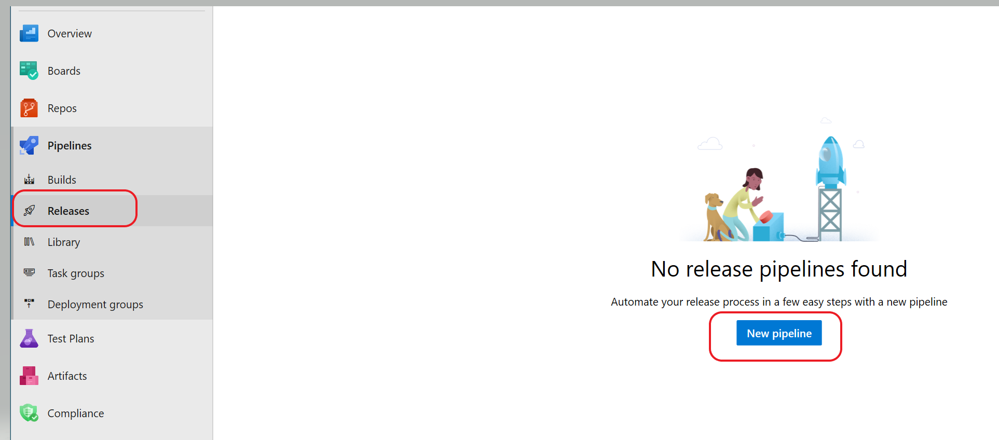 Overview
Boards
Repos
Pipelines
Builds
Releases
Library
Task groups
Deployment groups
Test Plans
Artifacts
Compliance
No release pipelines found
Automate your release process in a few easy steps with a new pipeline
New pipeline